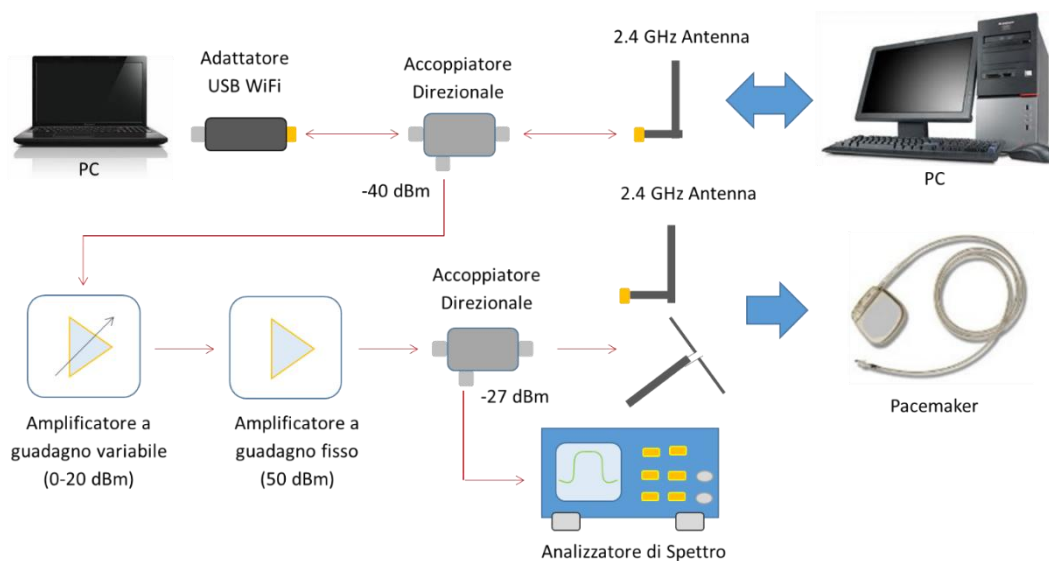 2.4 GHz Antenna
Adattatore
USB WiFi
Accoppiatore
Direzionale
PC
PC
-40 dBm
2.4 GHz Antenna
Accoppiatore
Direzionale
-27 dBm
Pacemaker
Amplificatore a
guadagno variabile
(0-20 dBm)
Amplificatore a
guadagno fisso
(50 dBm)
Analizzatore di Spettro